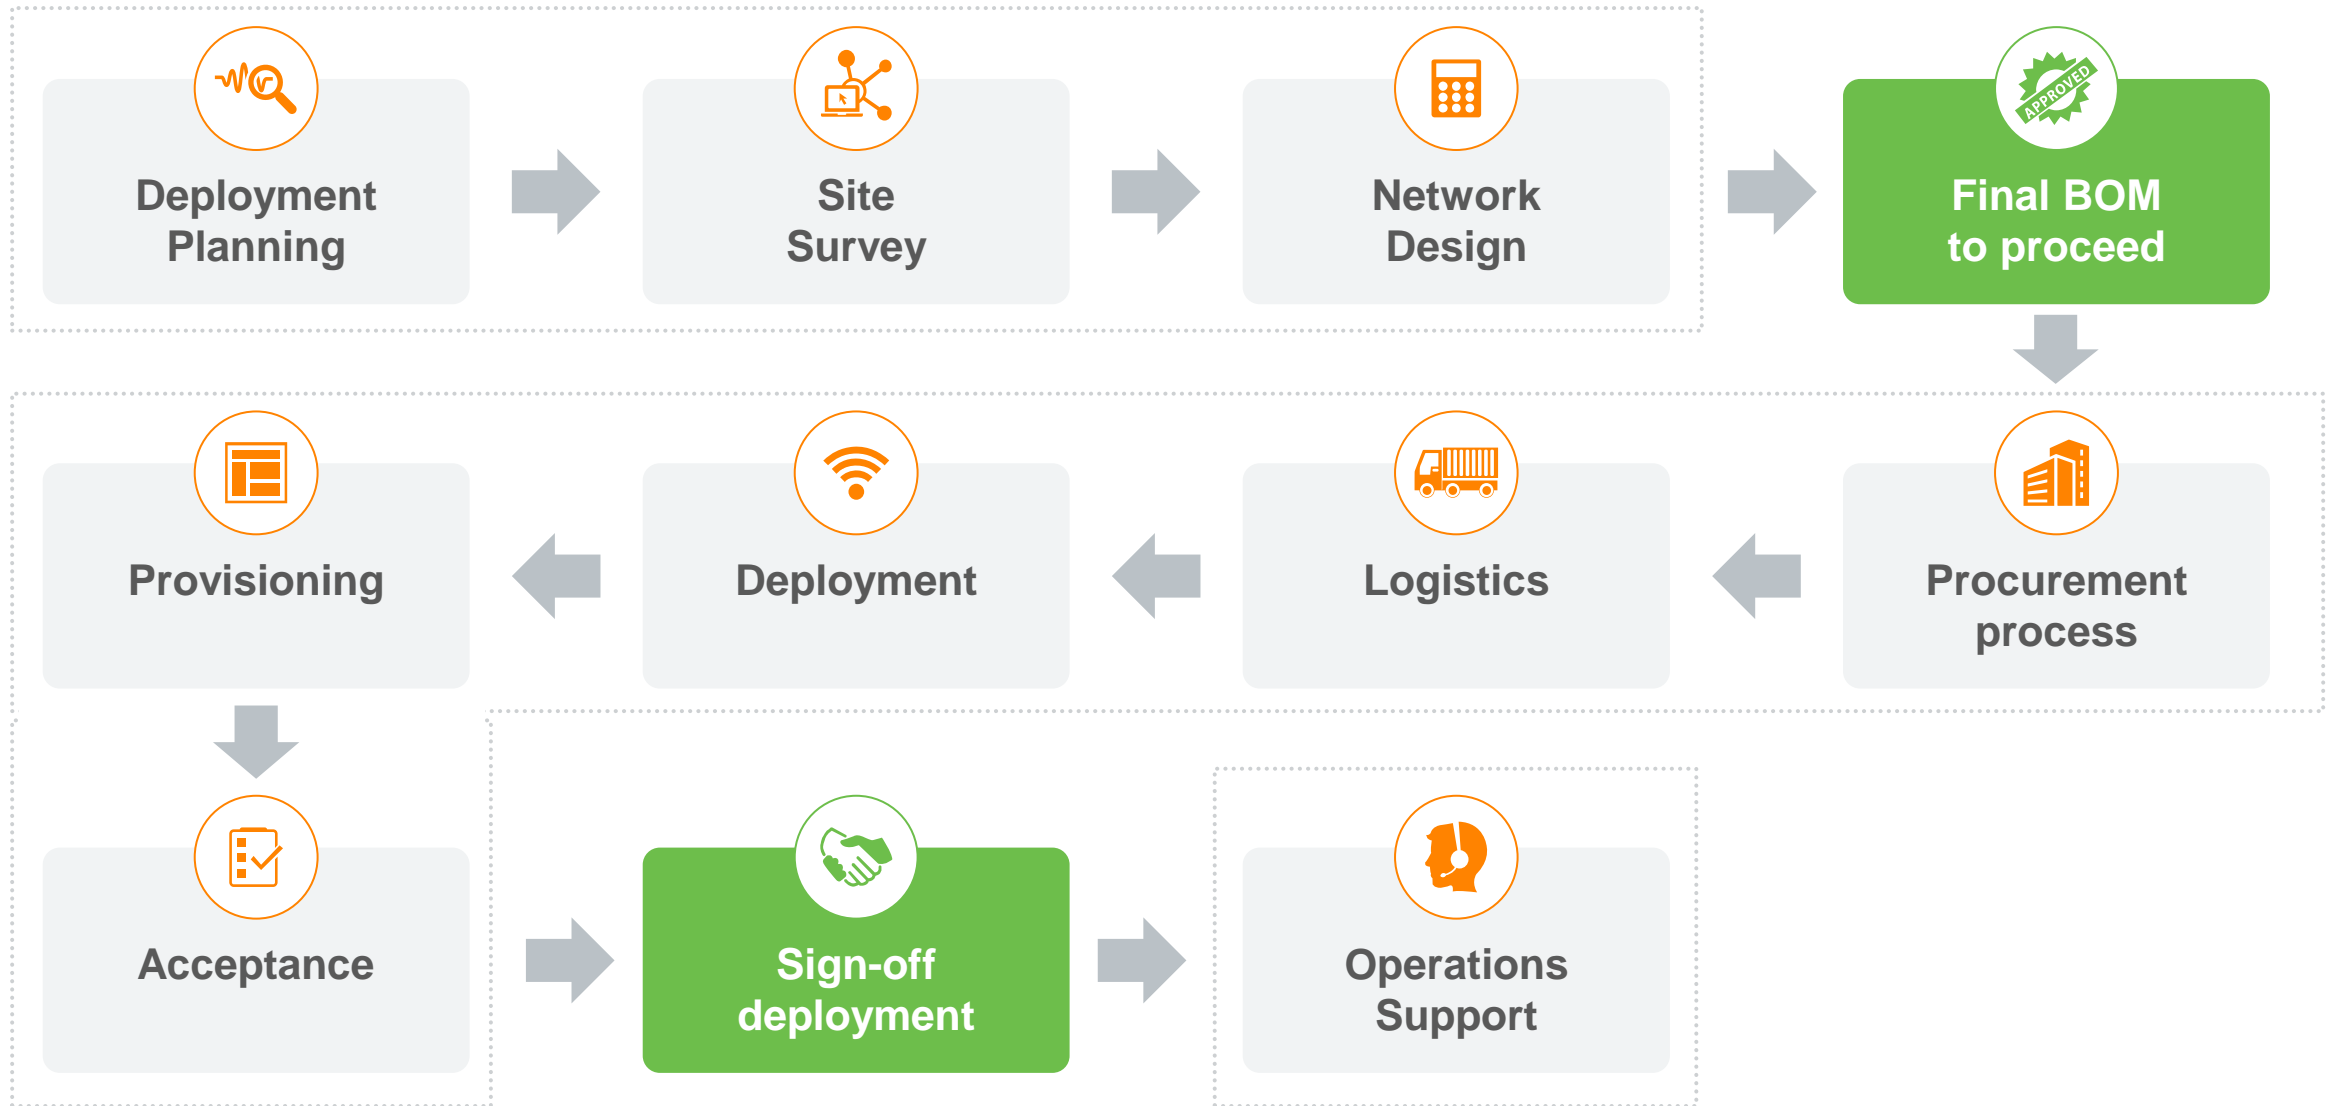 Deployment
Planning
Site
Survey
Network
Design
APPROVED
Final BOM
to proceed
Provisioning
Deployment
Logistics
Procurement
process
Acceptance
Sign-off
deployment
Operations
Support